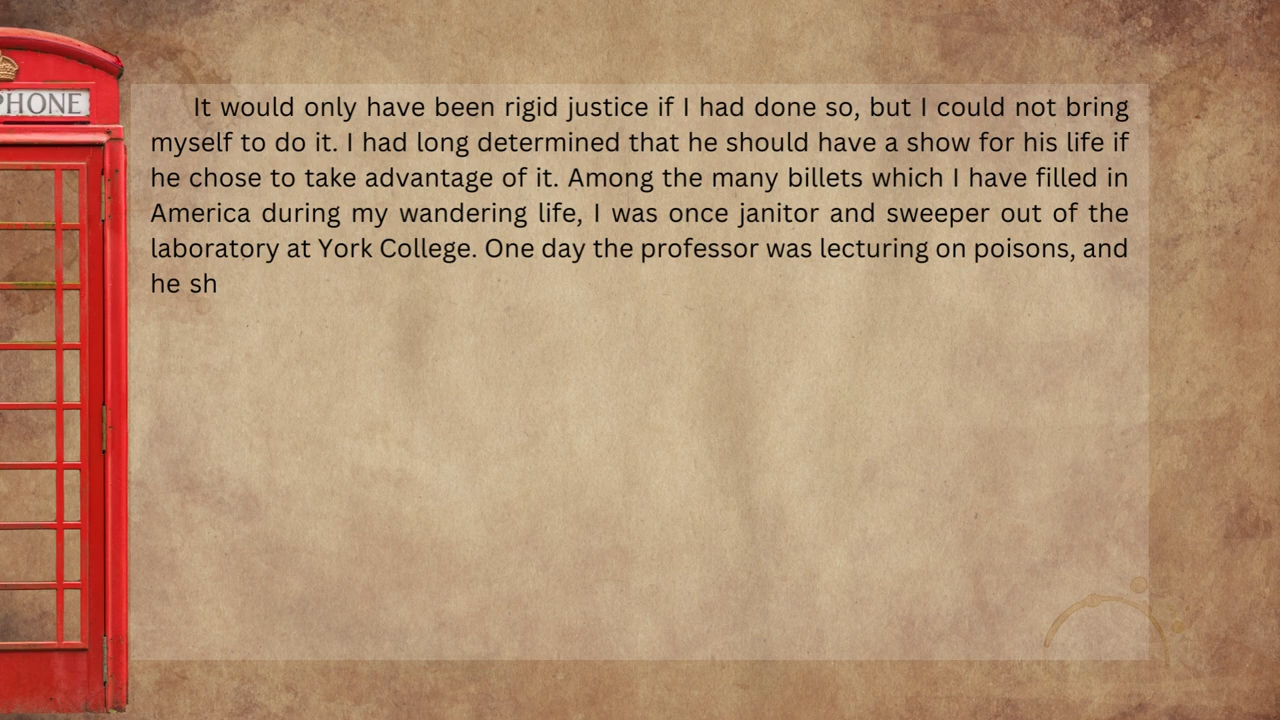 PHONE
It would only have been rigid justice if I had done so, but I could not bring
myself to do it. I had long determined that he should have a show for his life if
he chose to take advantage of it. Among the many billets which I have filled in
America during my wandering life, I was once janitor and sweeper out of the
laboratory at York College. One day the professor was lecturing on poisons, and
he sh